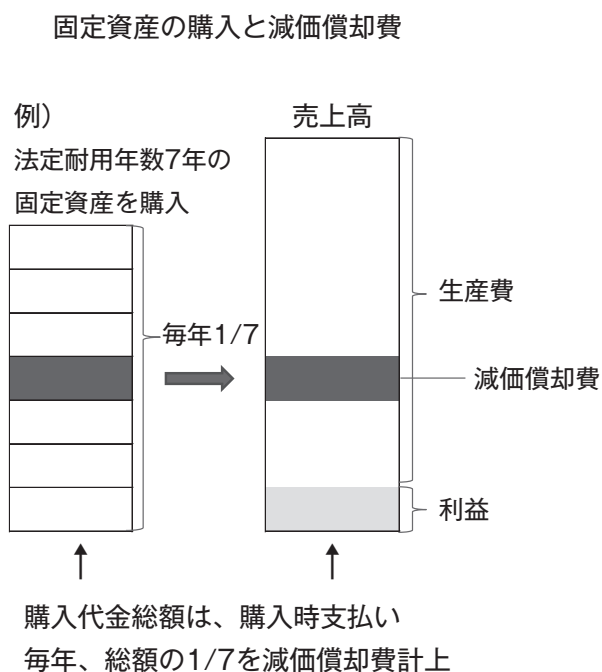 固定資産の購入と減価償却費
例）
法定耐用年数7年の
固定資産を購入
売上高
毎年1/7
生産費
減価償却費
利益
購入代金総額は、購入時支払い
毎年、総額の1/7を減価償却費計上